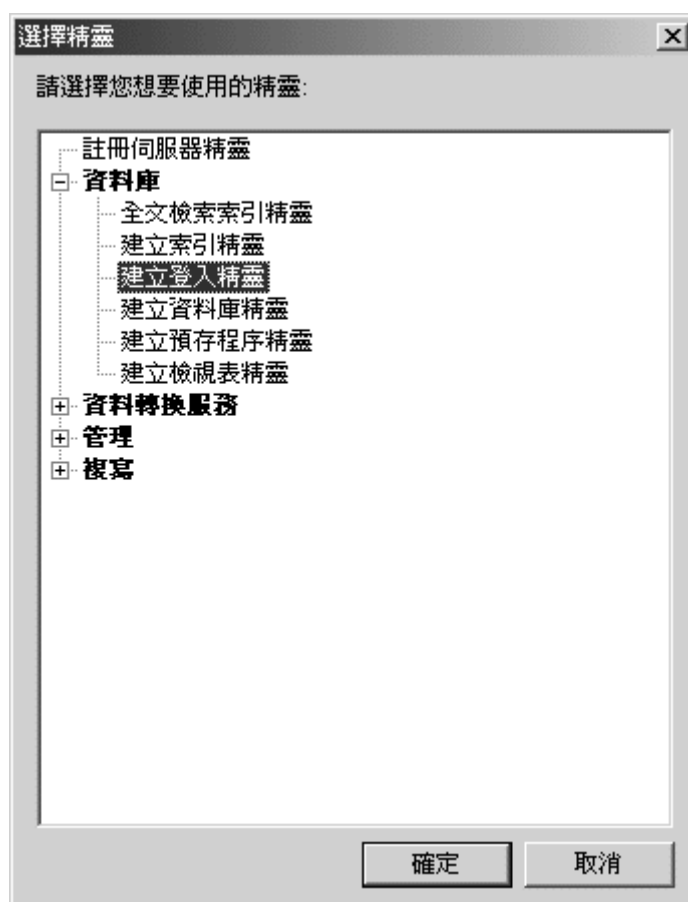 選擇精靈
請選擇您想要使用的精靈:
註冊伺服器精靈
資料庫
全文檢索索引精靈
建立索引精靈
建立登入精靈
建立資料庫精靈
建立預存程序精靈
建立檢視表精靈
資料轉換服務
管理
複寫
確定 取消